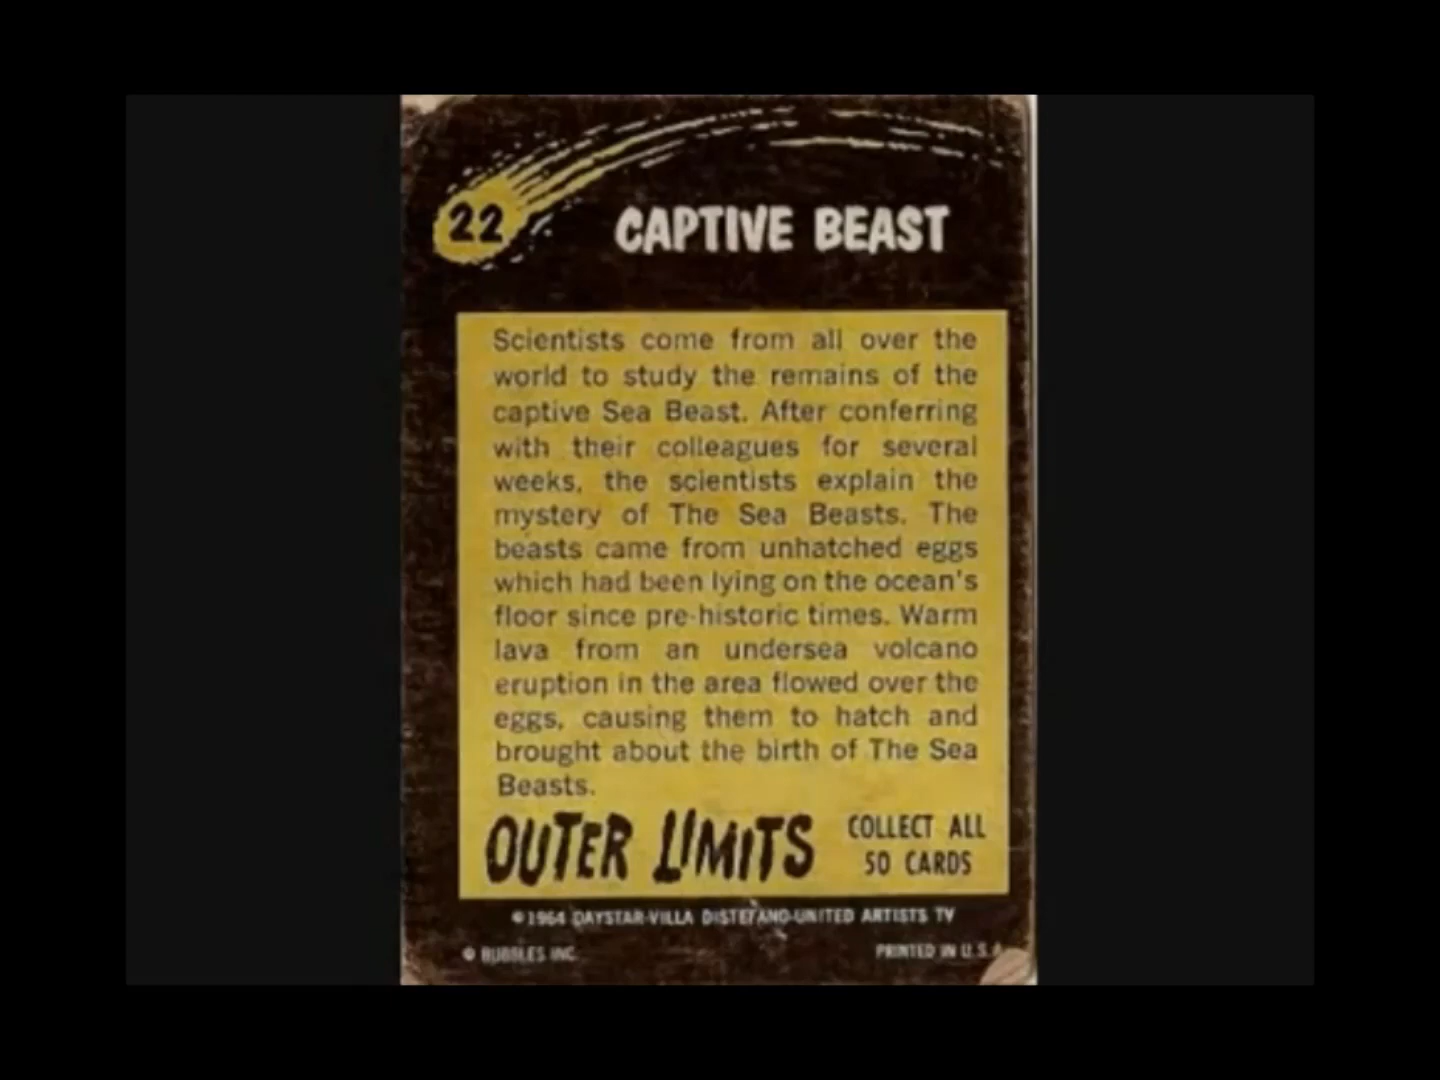 22
CAPTIVE BEAST
Scientists come from all over the
world to study the remains of the
captive Sea Beast. After conferring
with their colleagues for several
weeks, the scientists explain the
mystery of The Sea Beasts. The
beasts came from unhatched eggs
which had been lying on the ocean's
floor since pre-historic times. Warm
lava from an undersea volcano
eruption in the area flowed over the
eggs, causing them to hatch and
brought about the birth of The Sea
Beasts.
OUTER LIMITS
COLLECT ALL
50 CARDS
©1964 DAYSTAR-VILLA DISTEFANO-UNITED ARTISTS TV
© BUBBLES INC.
PRINTED IN U.S.A